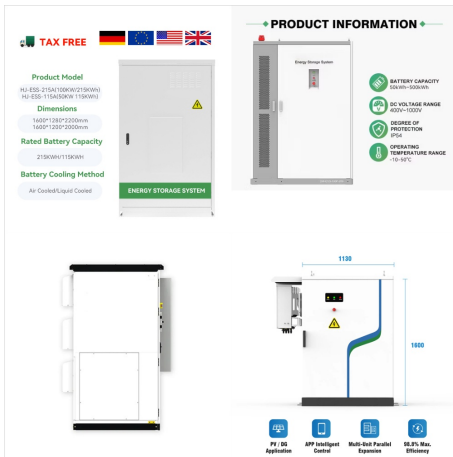 TAX FREE
Product Model
HJ-ESS-215A(100KW/215KWh)
HJ-ESS-115A(50KW 115KWh)
Dimensions
1600*1280*2200mm
1600*1200*2000mm
Rated Battery Capacity
215KWH/115KWH
Battery Cooling Method
Air Cooled/Liquid Cooled
ENERGY STORAGE SYSTEM
PRODUCT INFORMATION
Energy Storage System
BATTERY CAPACITY
50kWh~500kWh
DC VOLTAGE RANGE
400V~1000V
DEGREE OF
PROTECTION
IP54
OPERATING
TEMPERATURE RANGE
-10~50°C
1130
1600
PV / DG
Application
APP Intelligent
Control
Multi-Unit Parallel
Expansion
98.8% Max.
Efficiency